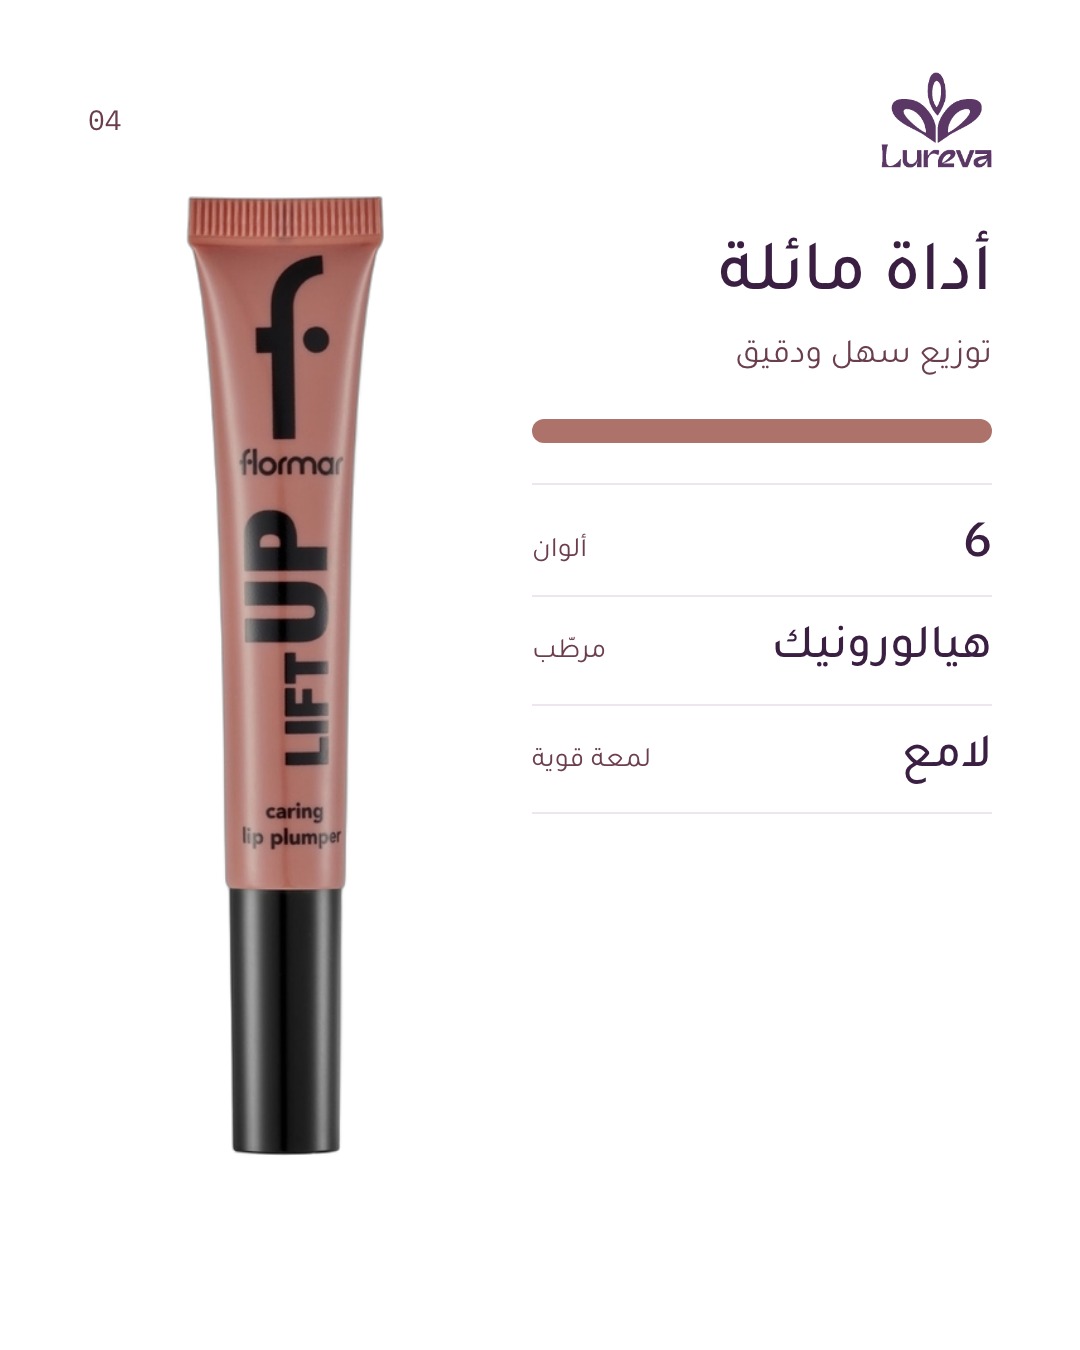 04
Lureva
أداة مائلة
توزيع سهل ودقيق
6 ألوان
هيالورونيك مرطّب
لامع لمعة قوية
f
flormar
LIFT UP
caring
lip plumper